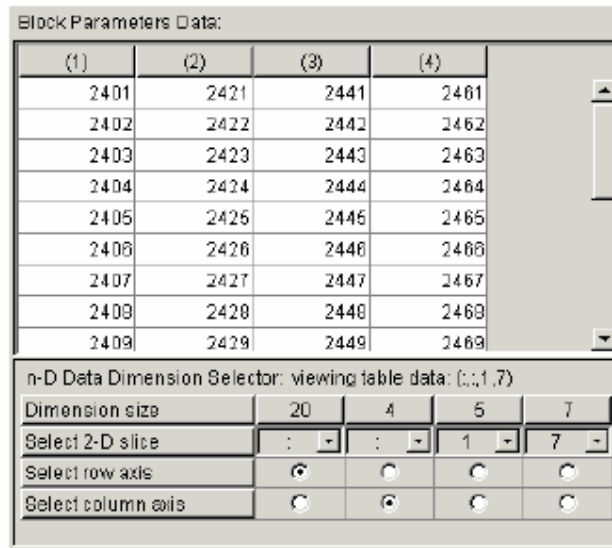 Block Parameters Data:
(1) (2) (3) (4)
2401 2421 2441 2461
2402 2422 2442 2462
2403 2423 2443 2463
2404 2424 2444 2464
2405 2425 2445 2465
2406 2426 2446 2466
2407 2427 2447 2467
2408 2428 2448 2468
2409 2429 2449 2469
n-D Data Dimension Selector: viewing table data: (:,:,1,7)
Dimension size 20 4 5 7
Select 2-D slice : : 1 7
Select row axis
Select column axis